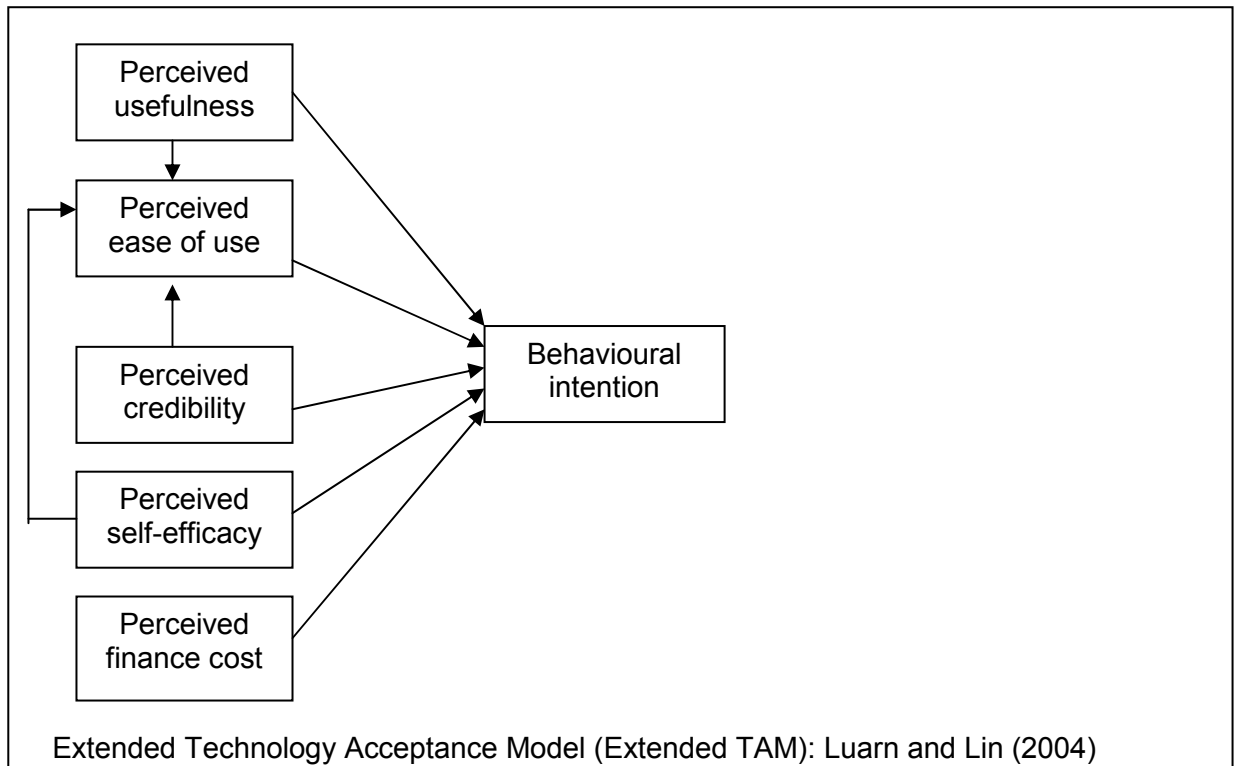 Perceived
usefulness
Perceived
ease of use
Perceived
credibility
Perceived
self-efficacy
Perceived
finance cost
Behavioural
intention
Extended Technology Acceptance Model (Extended TAM): Luarn and Lin (2004)